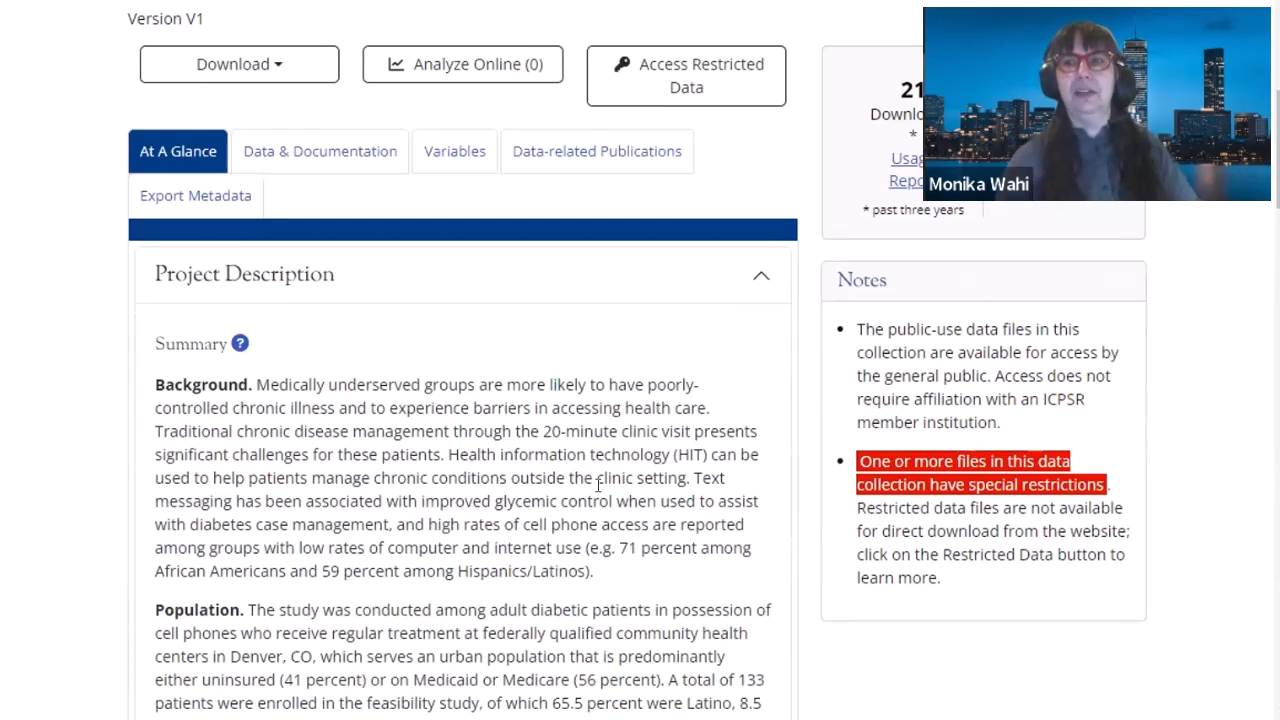 Version V1
Download
Analyze Online (0)
Access Restricted
Data
At A Glance
Data & Documentation
Variables
Data-related Publications
Export Metadata
Project Description
Summary ?
Background. Medically underserved groups are more likely to have poorly-
controlled chronic illness and to experience barriers in accessing health care.
Traditional chronic disease management through the 20-minute clinic visit presents
significant challenges for these patients. Health information technology (HIT) can be
used to help patients manage chronic conditions outside the clinic setting. Text
messaging has been associated with improved glycemic control when used to assist
with diabetes case management, and high rates of cell phone access are reported
among groups with low rates of computer and internet use (e.g. 71 percent among
African Americans and 59 percent among Hispanics/Latinos).
Population. The study was conducted among adult diabetic patients in possession of
cell phones who receive regular treatment at federally qualified community health
centers in Denver, CO, which serves an urban population that is predominantly
either uninsured (41 percent) or on Medicaid or Medicare (56 percent). A total of 133
patients were enrolled in the feasibility study, of which 65.5 percent were Latino, 8.5
21
Downlo
*
Usag
Repo
* past three years
Monika Wahi
Notes
The public-use data files in this
collection are available for access by
the general public. Access does not
require affiliation with an ICPSR
member institution.
One or more files in this data
collection have special restrictions.
Restricted data files are not available
for direct download from the website;
click on the Restricted Data button to
learn more.